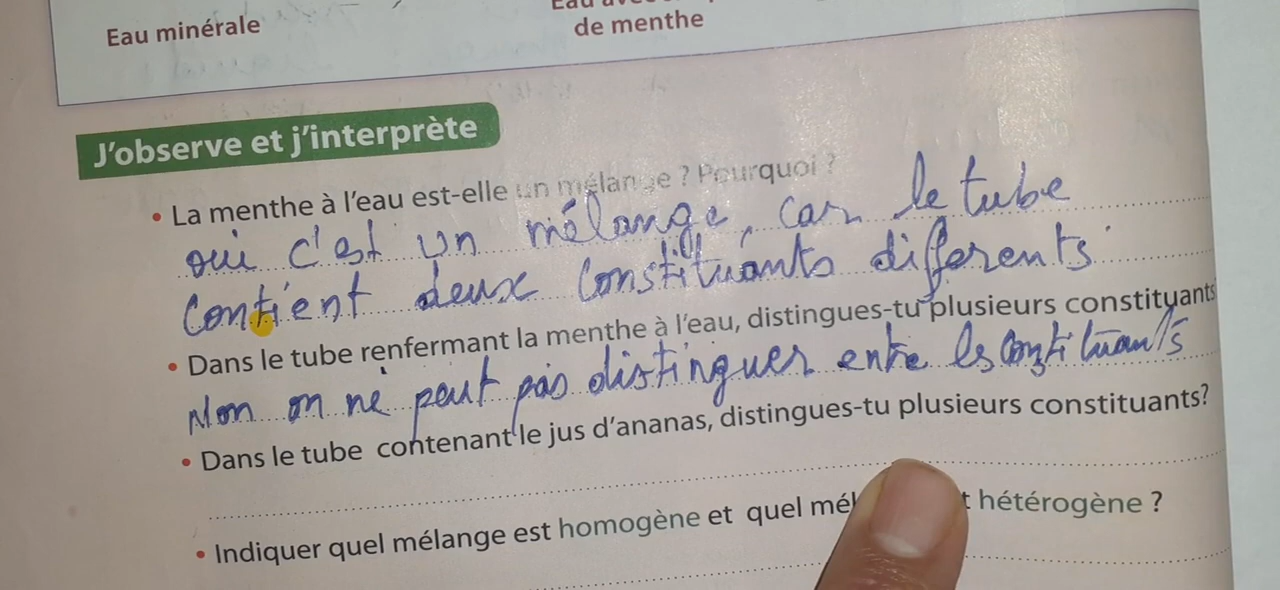 Eau minérale
de menthe
J'observe et j'interprète
• La menthe à l'eau est-elle un mélange ? Pourquoi ?
oui c'est un mélange, car le tube
contient deux constituants differents.
• Dans le tube renfermant la menthe à l'eau, distingues-tu plusieurs constituants
Non on ne peut pas distinguer entre les constituants
• Dans le tube contenant le jus d'ananas, distingues-tu plusieurs constituants?
• Indiquer quel mélange est homogène et quel hétérogène ?